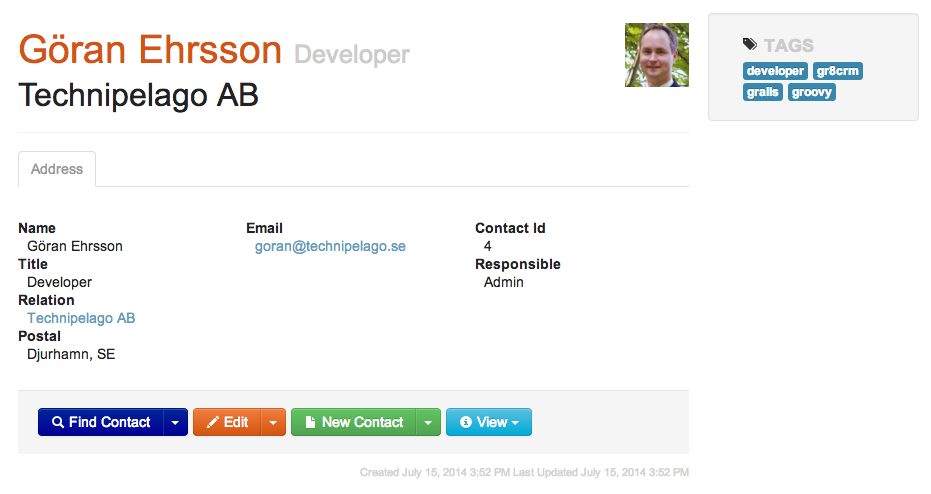 Göran Ehrsson Developer
Technipelago AB
TAGS
developer gr8crm
grails groovy
Address
Name
Göran Ehrsson
Title
Developer
Relation
Technipelago AB
Postal
Djurhamn, SE
Email
goran@technipelago.se
Contact Id
4
Responsible
Admin
Find Contact Edit New Contact View
Created July 15, 2014 3:52 PM Last Updated July 15, 2014 3:52 PM